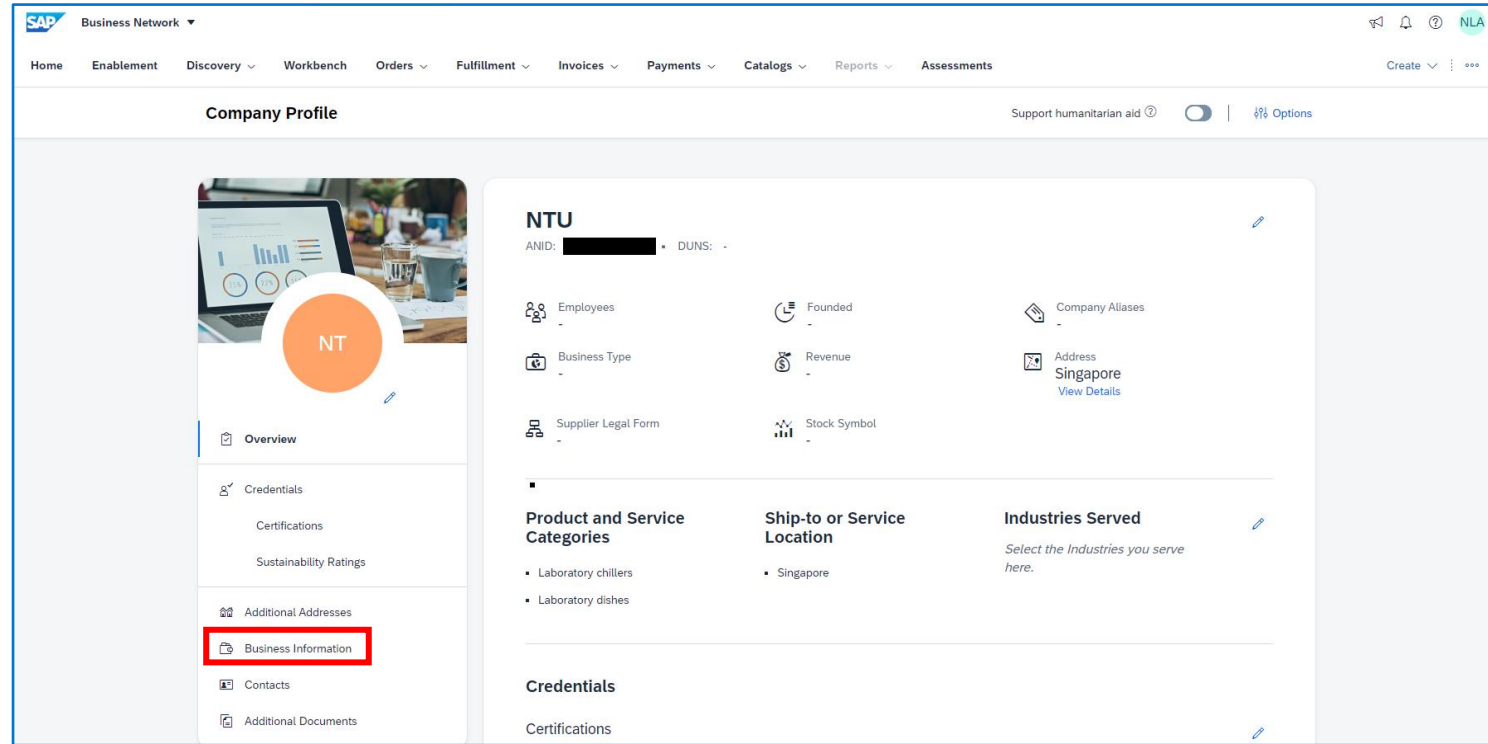 SAP Business Network ▼
NLA
Home Enablement Discovery Workbench Orders Fulfillment Invoices Payments Catalogs Reports Assessments Create
Company Profile
Support humanitarian aid
Options
NT
Overview
Credentials
Certifications
Sustainability Ratings
Additional Addresses
Business Information
Contacts
Additional Documents
NTU
ANID: ▪ DUNS: -
Employees
-
Founded
-
Company Aliases
-
Business Type
-
Revenue
-
Address
Singapore
View Details
Supplier Legal Form
-
Stock Symbol
-
Product and Service
Categories
▪ Laboratory chillers
▪ Laboratory dishes
Ship-to or Service
Location
▪ Singapore
Industries Served
Select the Industries you serve
here.
Credentials
Certifications